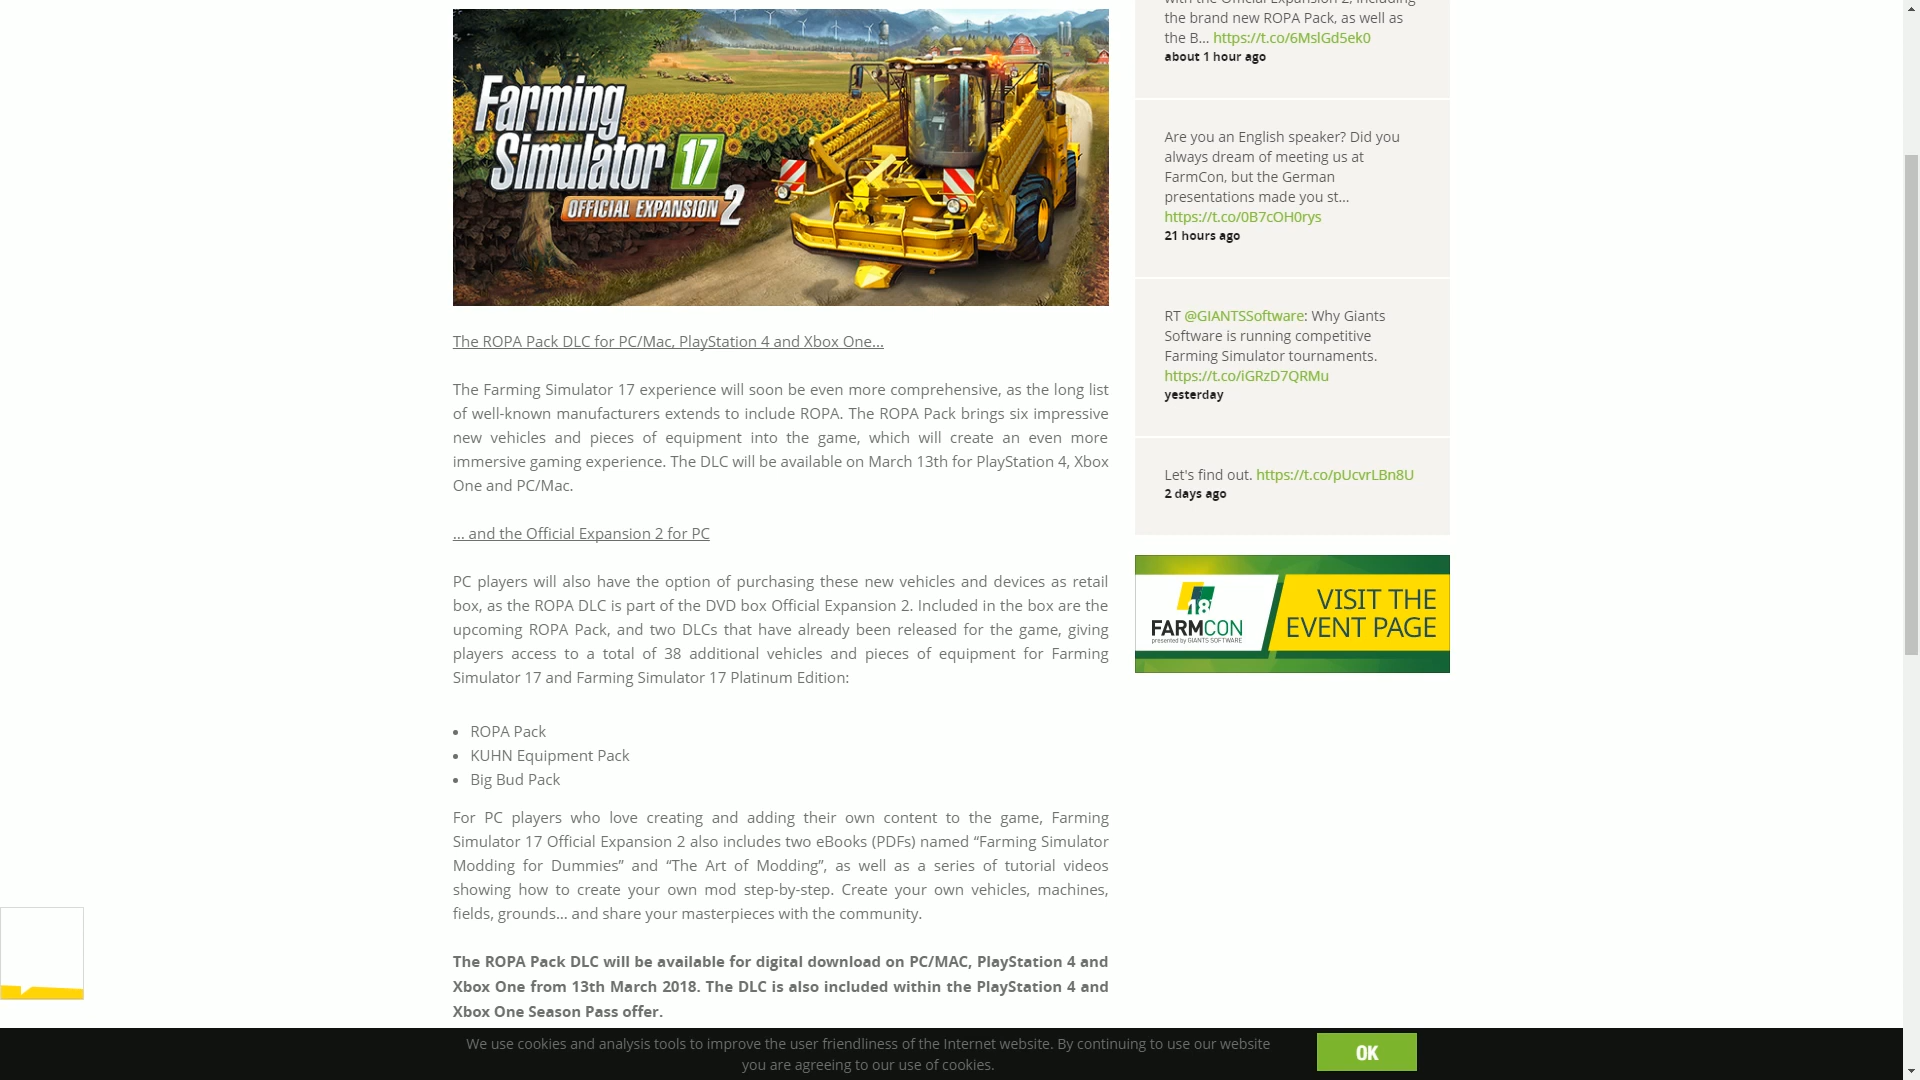 Farming
Simulator 17
OFFICIAL EXPANSION 2
The ROPA Pack DLC for PC/Mac, PlayStation 4 and Xbox One...
The Farming Simulator 17 experience will soon be even more comprehensive, as the long list
of well-known manufacturers extends to include ROPA. The ROPA Pack brings six impressive
new vehicles and pieces of equipment into the game, which will create an even more
immersive gaming experience. The DLC will be available on March 13th for PlayStation 4, Xbox
One and PC/Mac.
... and the Official Expansion 2 for PC
PC players will also have the option of purchasing these new vehicles and devices as retail
box, as the ROPA DLC is part of the DVD box Official Expansion 2. Included in the box are the
upcoming ROPA Pack, and two DLCs that have already been released for the game, giving
players access to a total of 38 additional vehicles and pieces of equipment for Farming
Simulator 17 and Farming Simulator 17 Platinum Edition:
ROPA Pack
KUHN Equipment Pack
Big Bud Pack
For PC players who love creating and adding their own content to the game, Farming
Simulator 17 Official Expansion 2 also includes two eBooks (PDFs) named “Farming Simulator
Modding for Dummies” and “The Art of Modding”, as well as a series of tutorial videos
showing how to create your own mod step-by-step. Create your own vehicles, machines,
fields, grounds... and share your masterpieces with the community.
The ROPA Pack DLC will be available for digital download on PC/MAC, PlayStation 4 and
Xbox One from 13th March 2018. The DLC is also included within the PlayStation 4 and
Xbox One Season Pass offer.
with the Official Expansion 2, including
the brand new ROPA Pack, as well as
the B... https://t.co/6MslGd5ek0
about 1 hour ago
Are you an English speaker? Did you
always dream of meeting us at
FarmCon, but the German
presentations made you st...
https://t.co/0B7cOH0rys
21 hours ago
RT @GIANTSSoftware: Why Giants
Software is running competitive
Farming Simulator tournaments.
https://t.co/iGRzD7QRMu
yesterday
Let's find out. https://t.co/pUcvrLBn8U
2 days ago
18
FARMCON
presented by GIANTS SOFTWARE
VISIT THE
EVENT PAGE
We use cookies and analysis tools to improve the user friendliness of the Internet website. By continuing to use our website
you are agreeing to our use of cookies.
OK